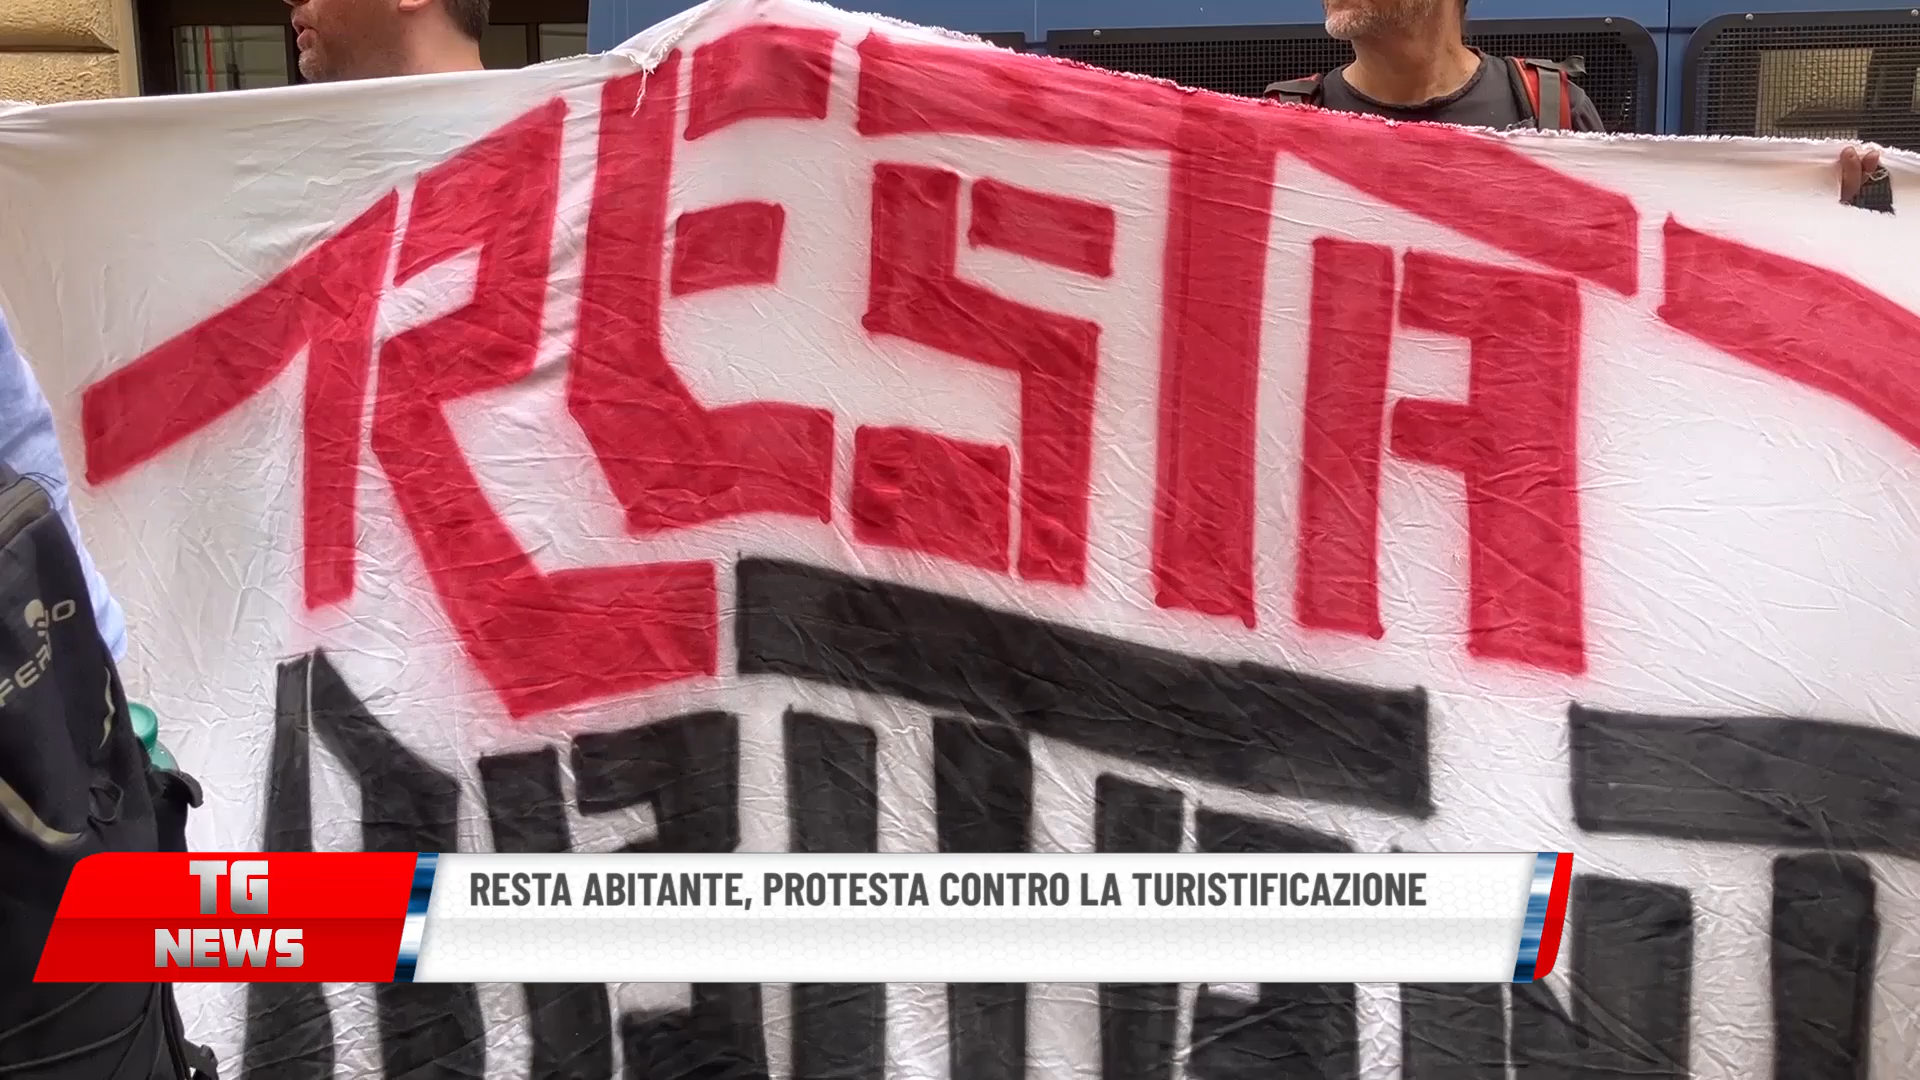 RESTA
TG
NEWS
RESTA ABITANTE, PROTESTA CONTRO LA TURISTIFICAZIONE